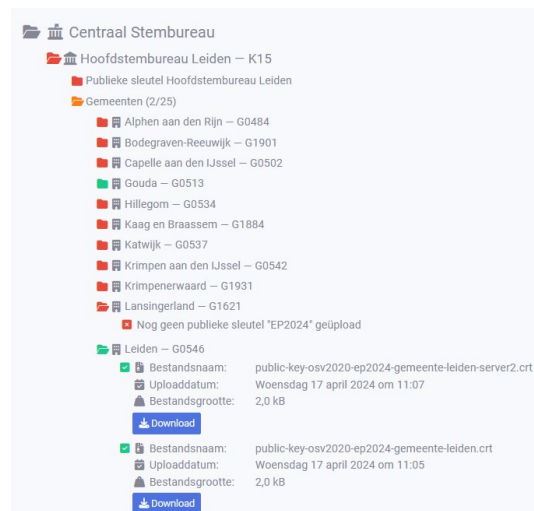 Centraal Stembureau
Hoofdstembureau Leiden — K15
Publieke sleutel Hoofdstembureau Leiden
Gemeenten (2/25)
Alphen aan den Rijn — G0484
Bodegraven-Reeuwijk — G1901
Capelle aan den IJssel — G0502
Gouda — G0513
Hillegom — G0534
Kaag en Braassem — G1884
Katwijk — G0537
Krimpen aan den IJssel — G0542
Krimpenerwaard — G1931
Lansingerland — G1621
Nog geen publieke sleutel "EP2024" geüpload
Leiden — G0546
Bestandsnaam: public-key-osv2020-ep2024-gemeente-leiden-server2.crt
Uploaddatum: Woensdag 17 april 2024 om 11:07
Bestandsgrootte: 2,0 kB
Download
Bestandsnaam: public-key-osv2020-ep2024-gemeente-leiden.crt
Uploaddatum: Woensdag 17 april 2024 om 11:05
Bestandsgrootte: 2,0 kB
Download